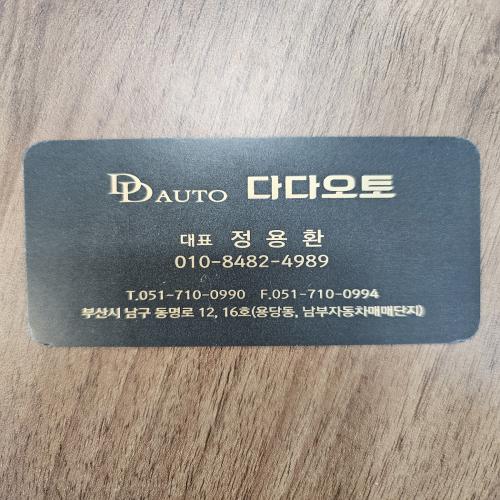 DD AUTO 다다오토
대표 정용환
010-8482-4989
T.051-710-0990 F.051-710-0994
부산시 남구 동명로 12, 16호(용당동, 남부자동차매매단지)